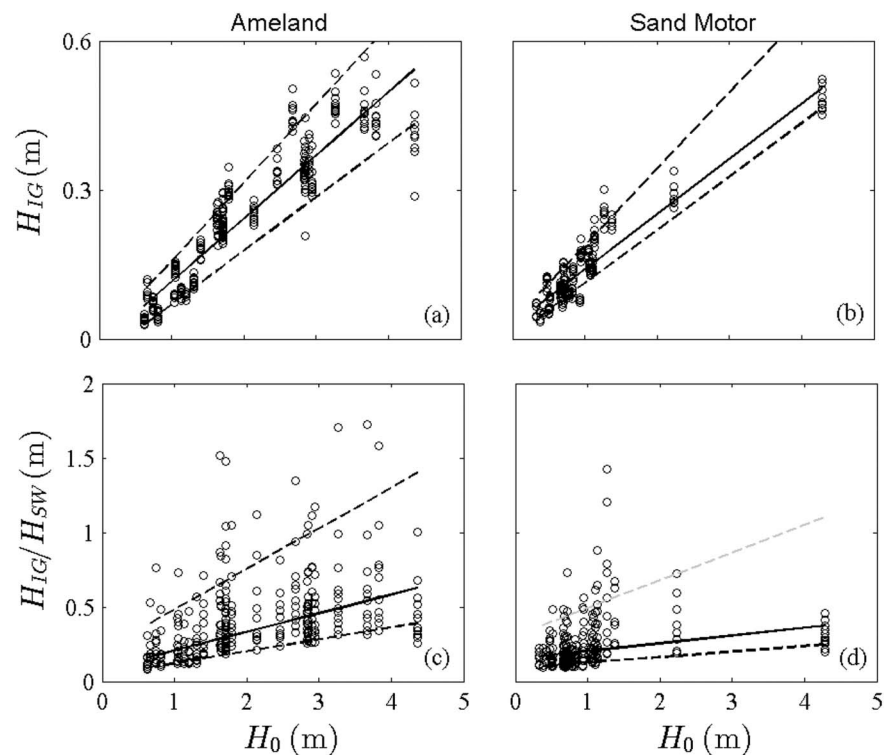 Ameland
Sand Motor
0.6
0.3
0
H_IG (m)
(a)
(b)
2
1.5
1
0.5
0
H_IG/H_SW (m)
(c)
(d)
0 1 2 3 4 5
0 1 2 3 4 5
H_0 (m)
H_0 (m)